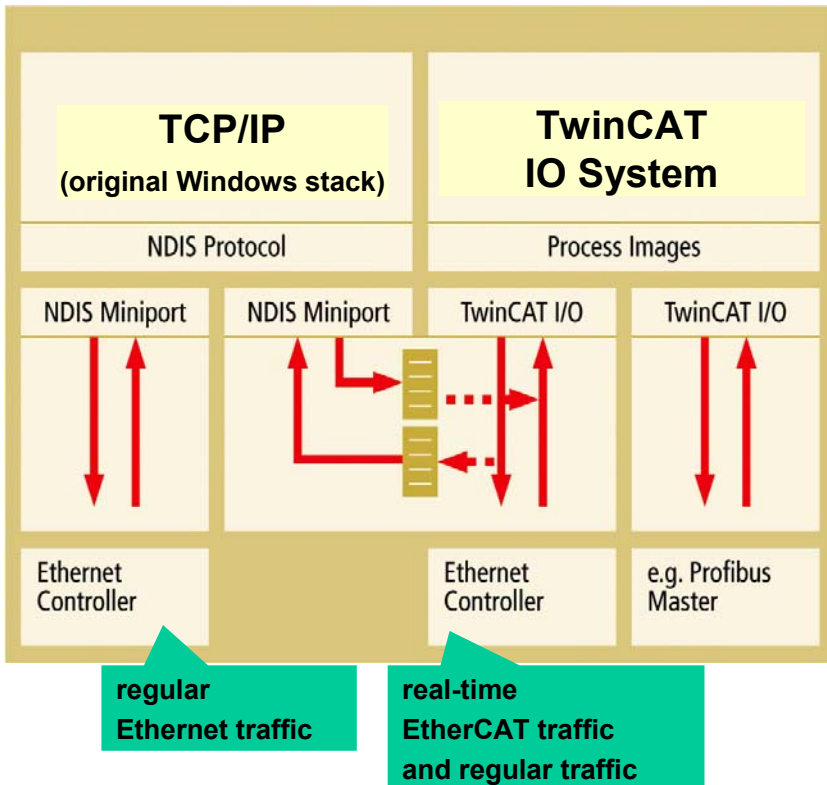 TCP/IP
(original Windows stack)
TwinCAT
IO System
NDIS Protocol
Process Images
NDIS Miniport
NDIS Miniport
TwinCAT I/O
TwinCAT I/O
Ethernet
Controller
Ethernet
Controller
e.g. Profibus
Master
regular
Ethernet traffic
real-time
EtherCAT traffic
and regular traffic